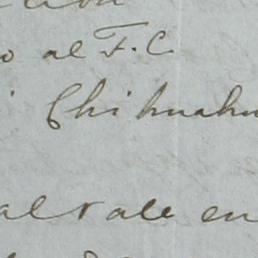 o al F. C.
Chihuahu
al vale en